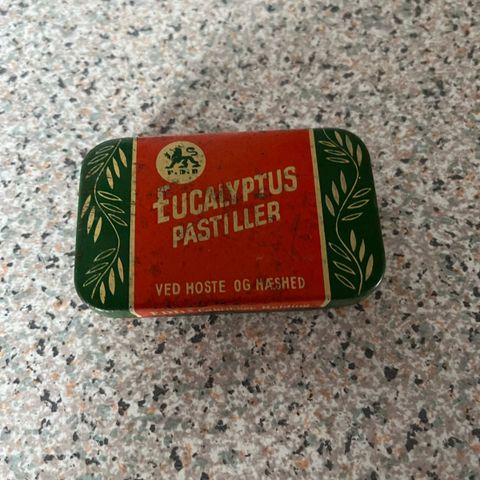 F.D.B
EUCALYPTUS
PASTILLER
VED HOSTE OG HÆSHED